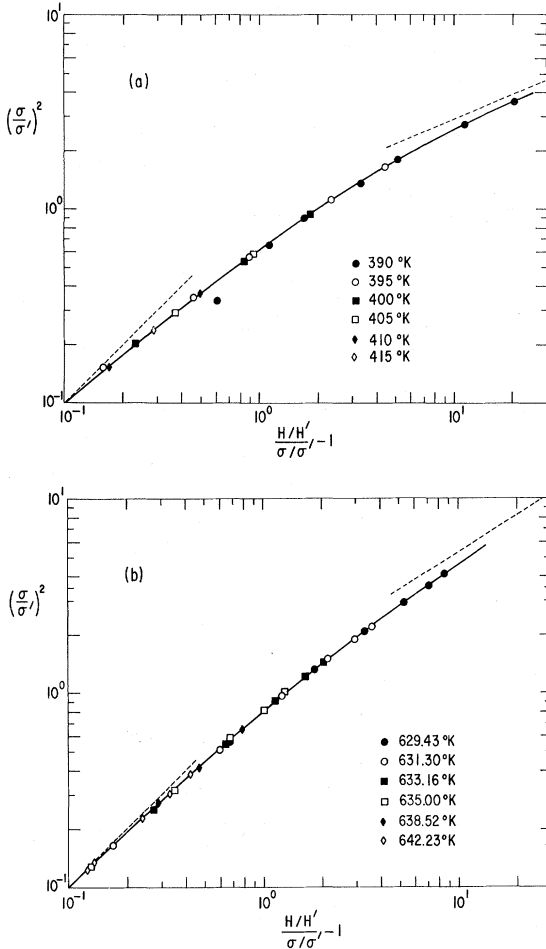 10¹
(a)
(σ/σ′)²
10⁰
● 390 °K
○ 395 °K
■ 400 °K
□ 405 °K
♦ 410 °K
◊ 415 °K
10⁻¹
10⁻¹ 10⁰ 10¹
H/H′
σ/σ′ -1
10¹
(b)
(σ/σ′)²
10⁰
● 629.43 °K
○ 631.30 °K
■ 633.16 °K
□ 635.00 °K
♦ 638.52 °K
◊ 642.23 °K
10⁻¹
10⁻¹ 10⁰ 10¹
H/H′
σ/σ′ -1